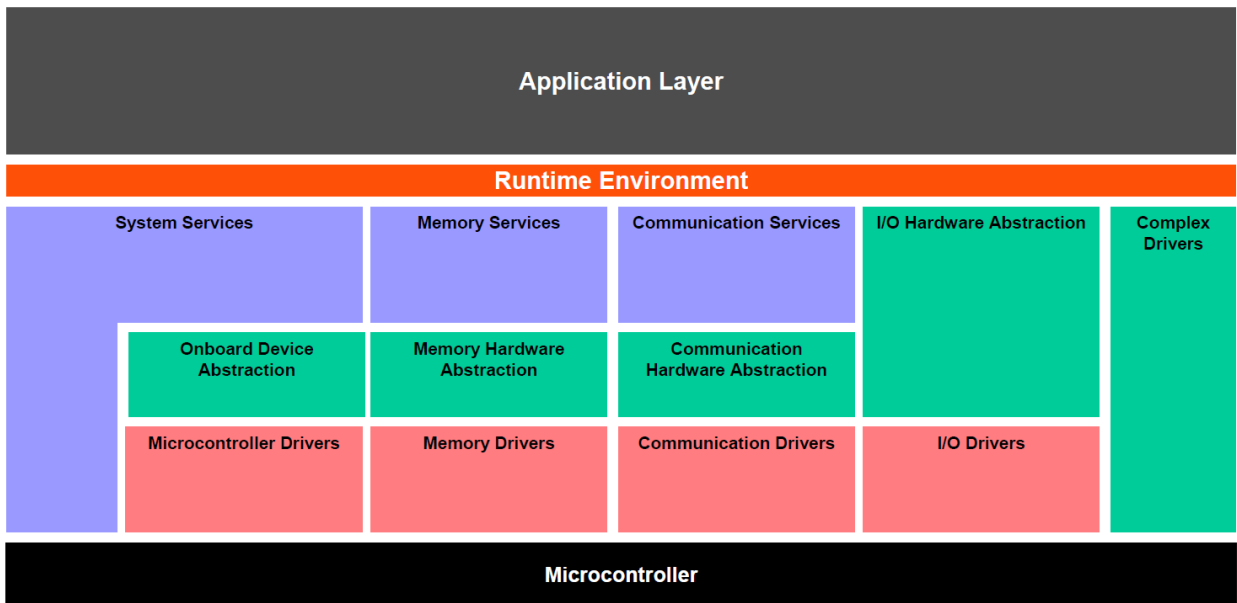 Application Layer
Runtime Environment
System Services
Memory Services
Communication Services
I/O Hardware Abstraction
Complex
Drivers
Onboard Device
Abstraction
Memory Hardware
Abstraction
Communication
Hardware Abstraction
Microcontroller Drivers
Memory Drivers
Communication Drivers
I/O Drivers
Microcontroller